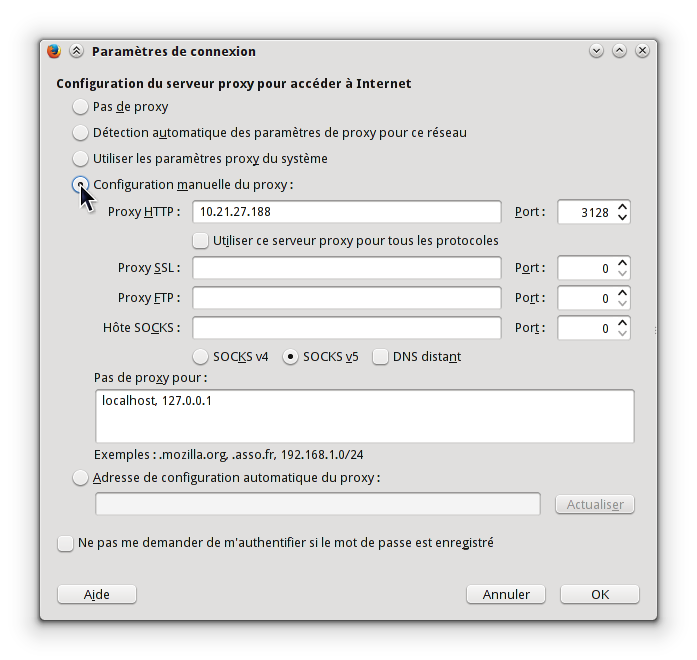 Paramètres de connexion
Configuration du serveur proxy pour accéder à Internet
Pas de proxy
Détection automatique des paramètres de proxy pour ce réseau
Utiliser les paramètres proxy du système
Configuration manuelle du proxy :
Proxy HTTP : 10.21.27.188 Port : 3128
Utiliser ce serveur proxy pour tous les protocoles
Proxy SSL : Port : 0
Proxy FTP : Port : 0
Hôte SOCKS : Port : 0
SOCKS v4 SOCKS v5 DNS distant
Pas de proxy pour :
localhost, 127.0.0.1
Exemples : .mozilla.org, .asso.fr, 192.168.1.0/24
Adresse de configuration automatique du proxy :
Actualiser
Ne pas me demander de m'authentifier si le mot de passe est enregistré
Aide Annuler OK